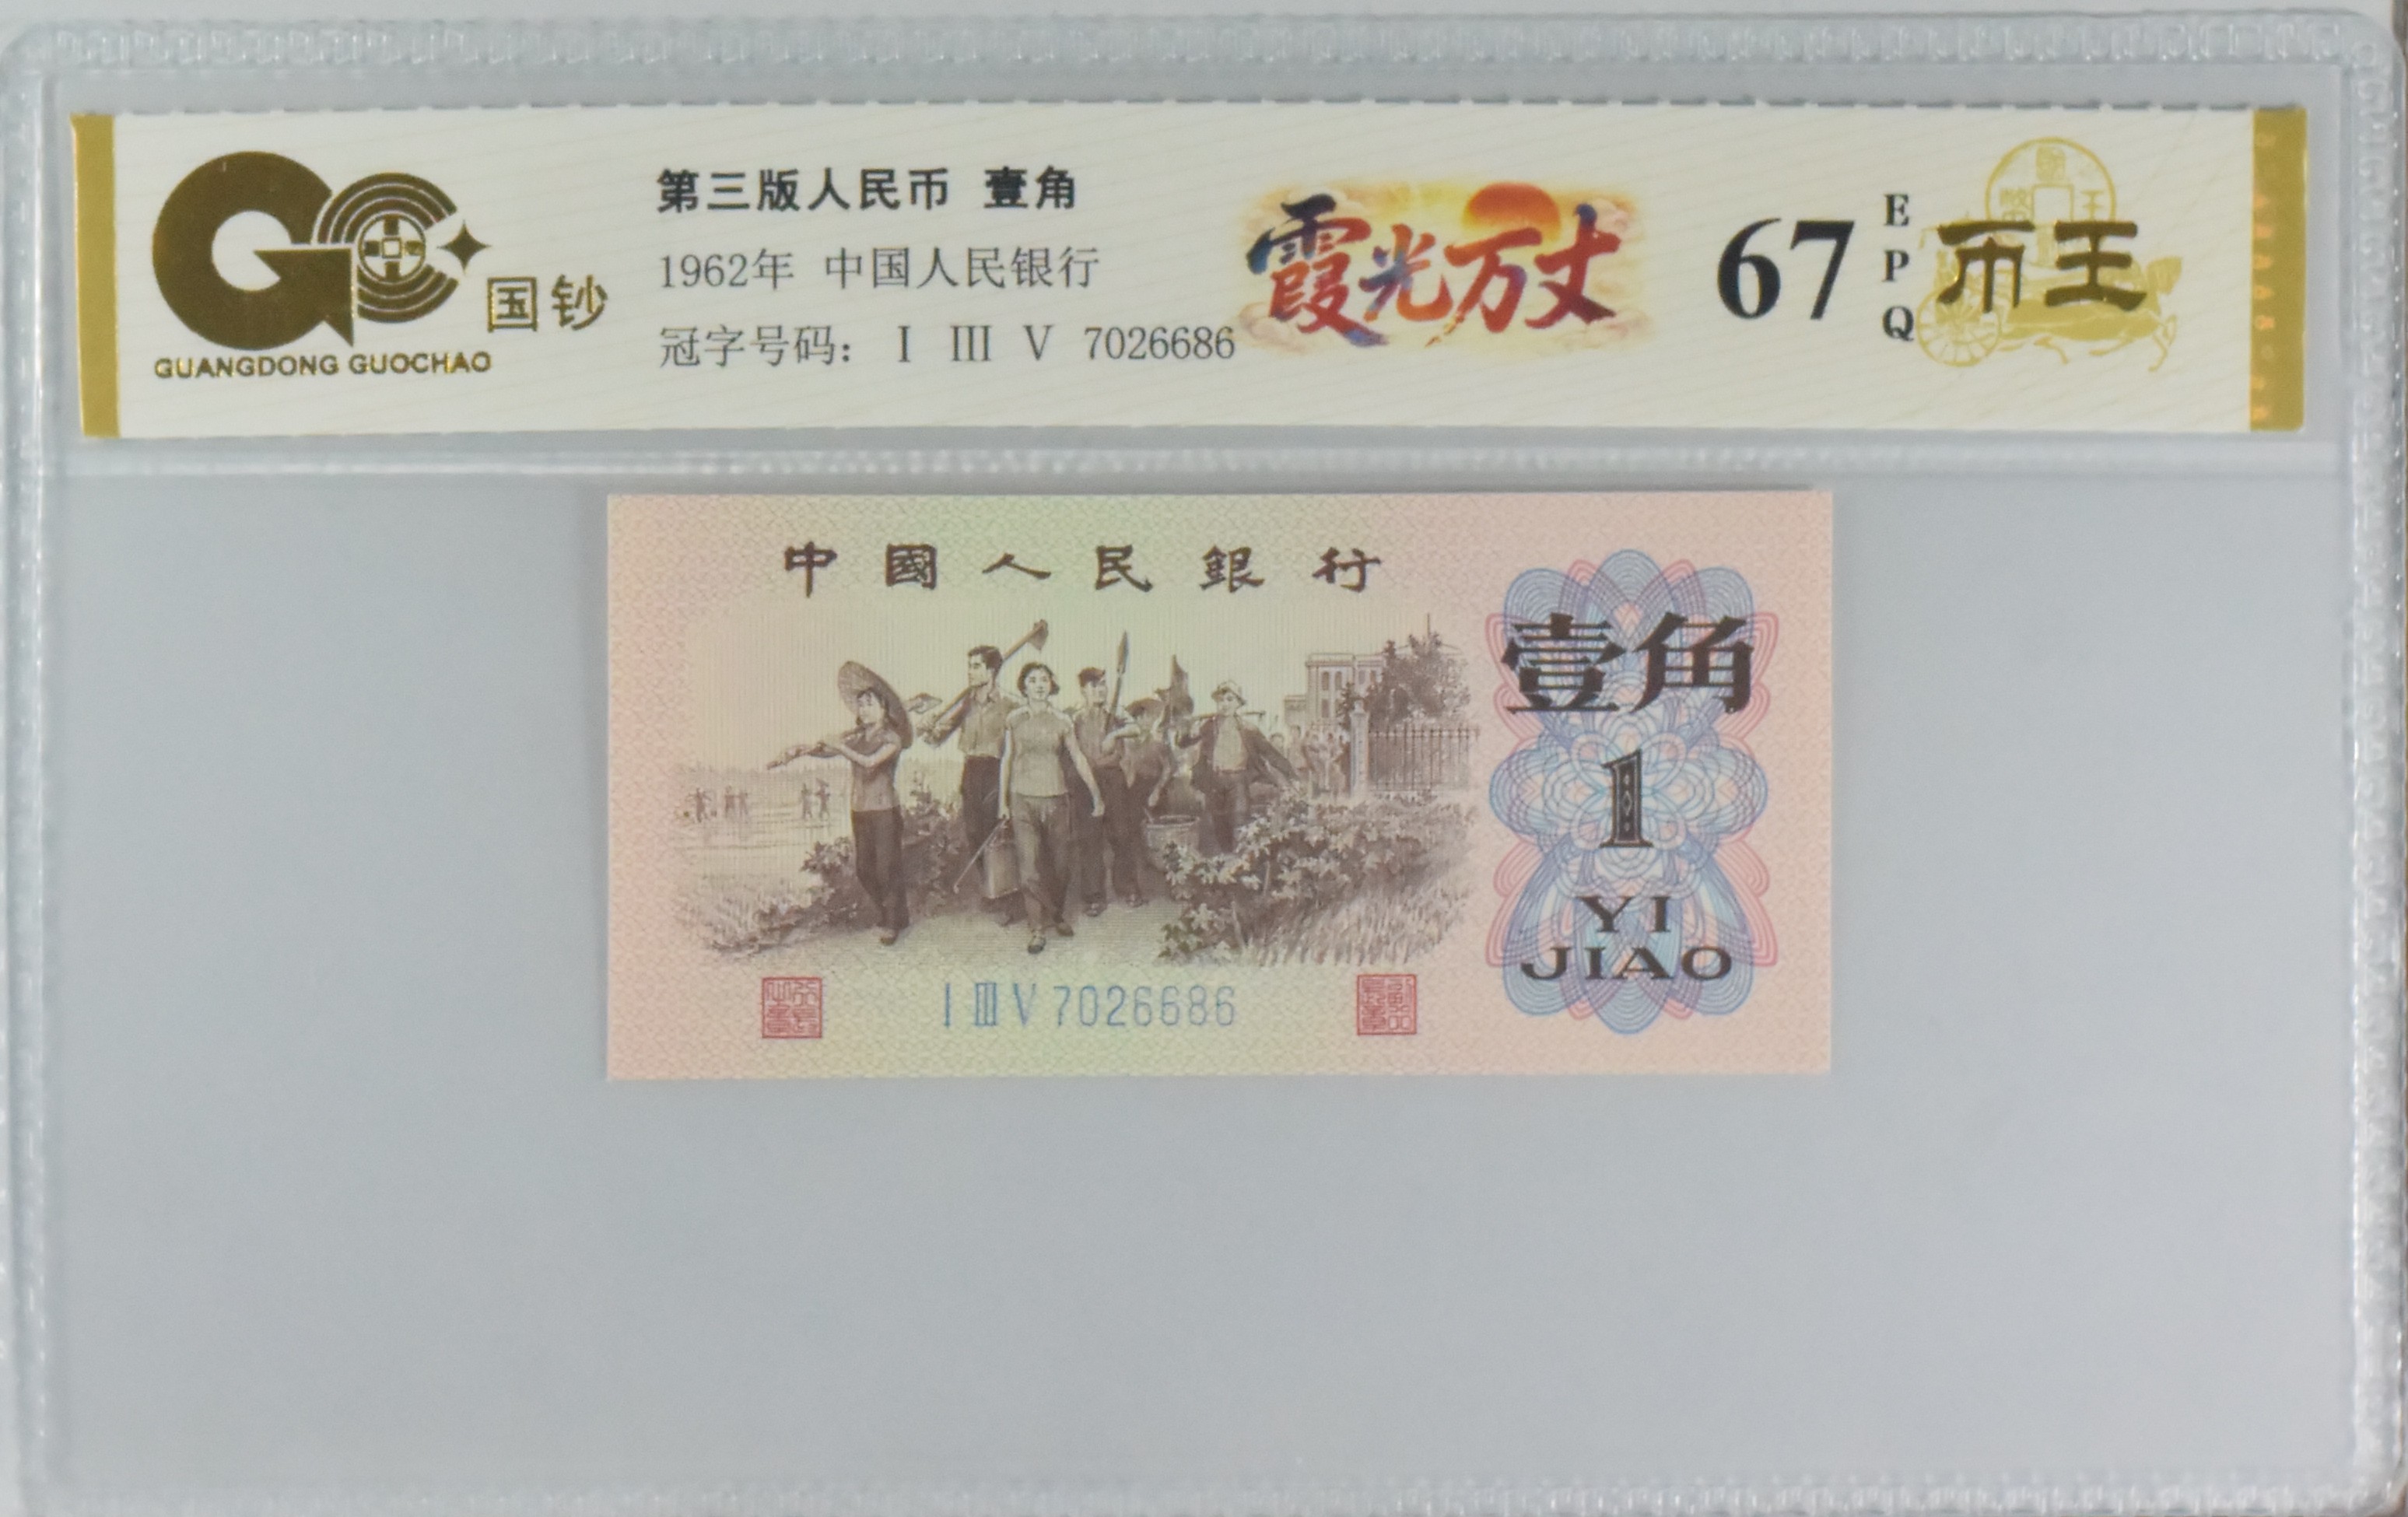 国钞
GUANGDONG GUOCHAO
第三版人民币 壹角
1962年 中国人民银行
冠字号码: I III V 7026686
霞光万丈
67
EPQ
币王
中國人民銀行
壹角
1
YI
JIAO
I III V 7026686